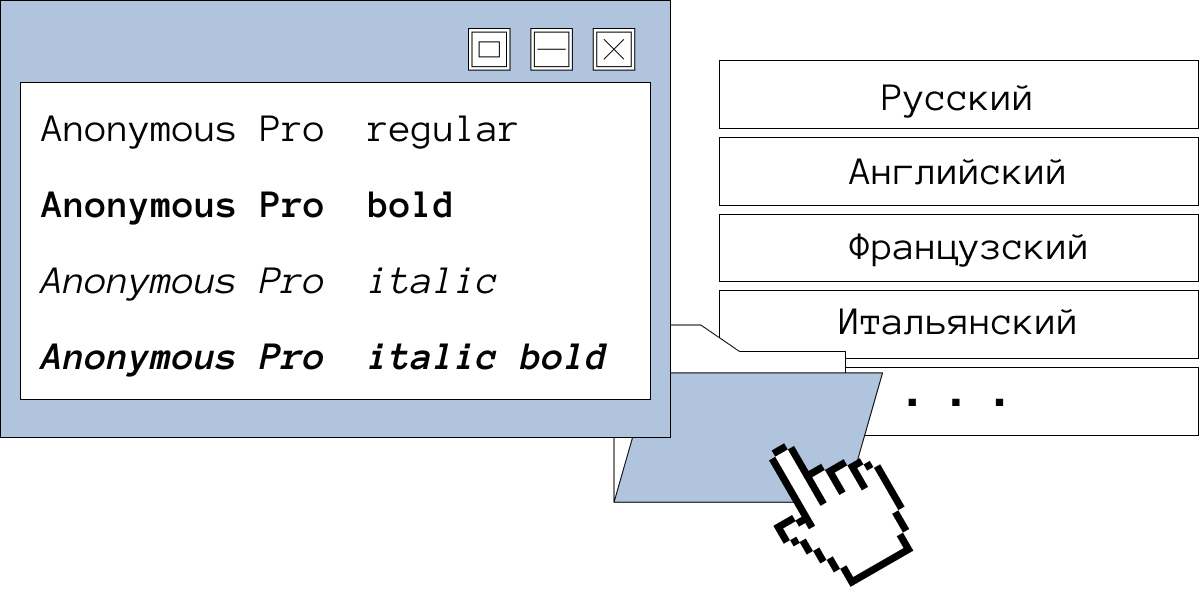 Anonymous Pro regular
Anonymous Pro bold
Anonymous Pro italic
Anonymous Pro italic bold
Русский
Английский
Французский
Итальянский
...